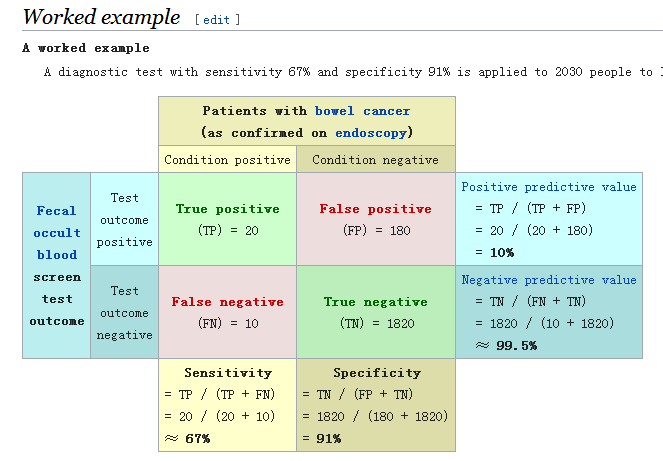 Worked example [edit]
A worked example
A diagnostic test with sensitivity 67% and specificity 91% is applied to 2030 people to
Patients with bowel cancer
(as confirmed on endoscopy)
Condition positive Condition negative
Fecal
occult
blood
screen
test
outcome
Test
outcome
positive
True positive
(TP) = 20
False positive
(FP) = 180
Positive predictive value
= TP / (TP + FP)
= 20 / (20 + 180)
= 10%
Test
outcome
negative
False negative
(FN) = 10
True negative
(TN) = 1820
Negative predictive value
= TN / (FN + TN)
= 1820 / (10 + 1820)
≈ 99.5%
Sensitivity
= TP / (TP + FN)
= 20 / (20 + 10)
≈ 67%
Specificity
= TN / (FP + TN)
= 1820 / (180 + 1820)
= 91%